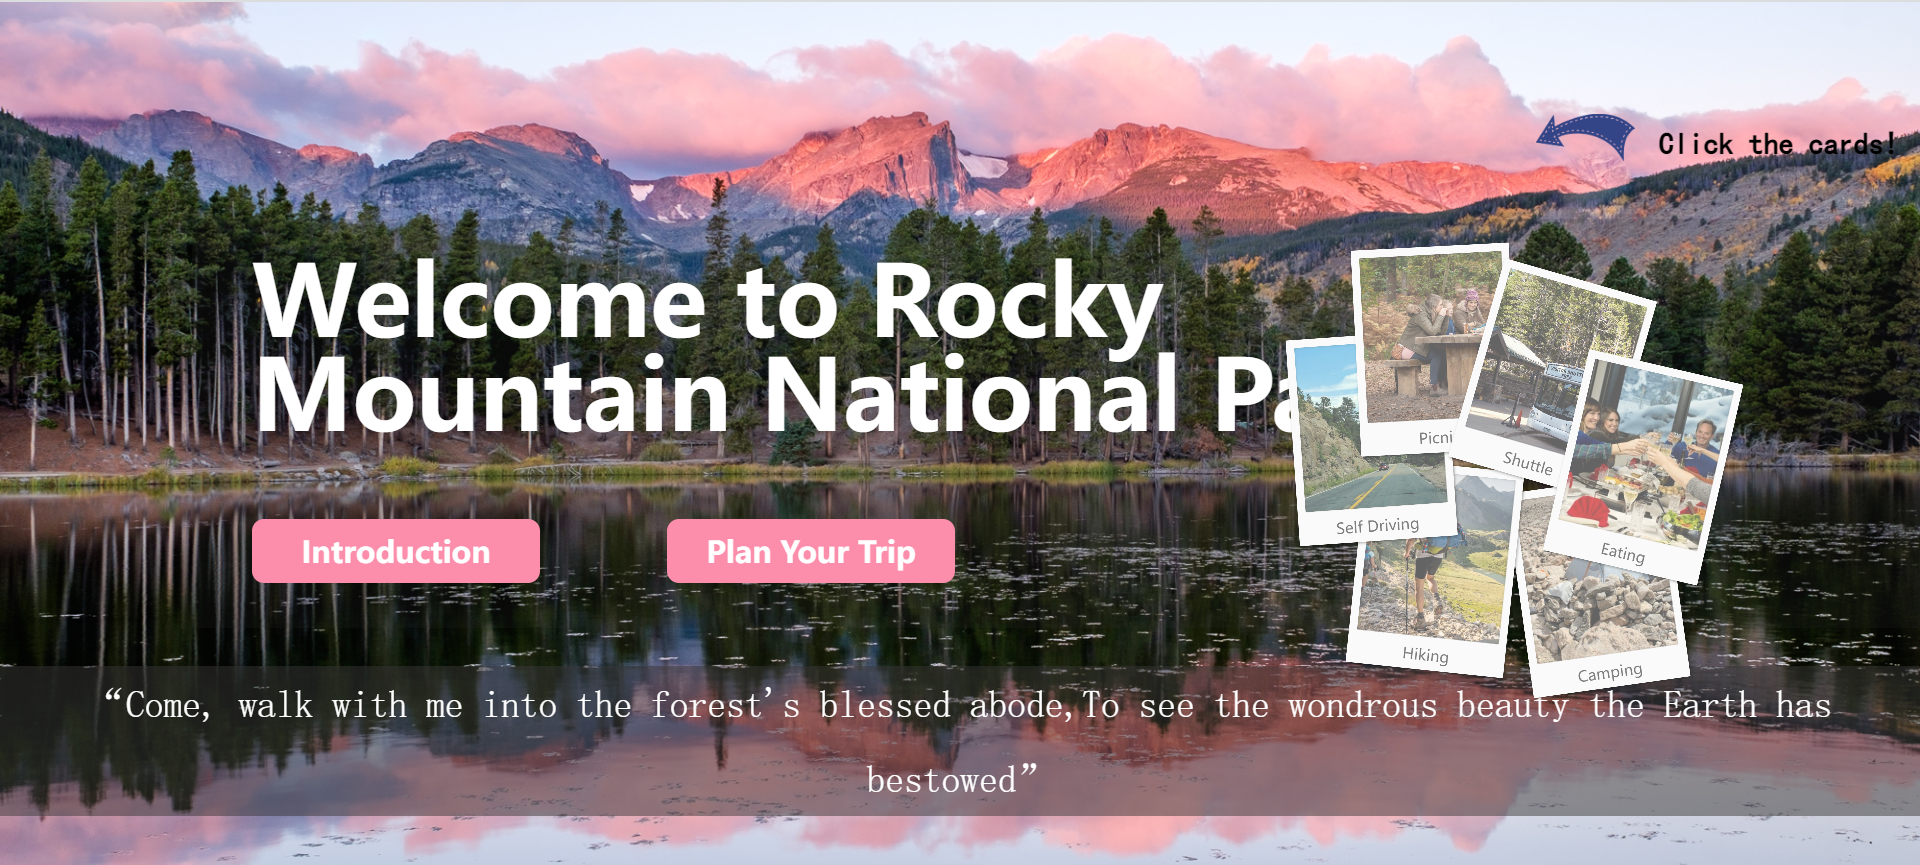 Click the cards!
Welcome to Rocky
Mountain National Pa
Picni
Shuttle
Self Driving
Eating
Hiking
Camping
Introduction
Plan Your Trip
“Come, walk with me into the forest's blessed abode,To see the wondrous beauty the Earth has
bestowed”